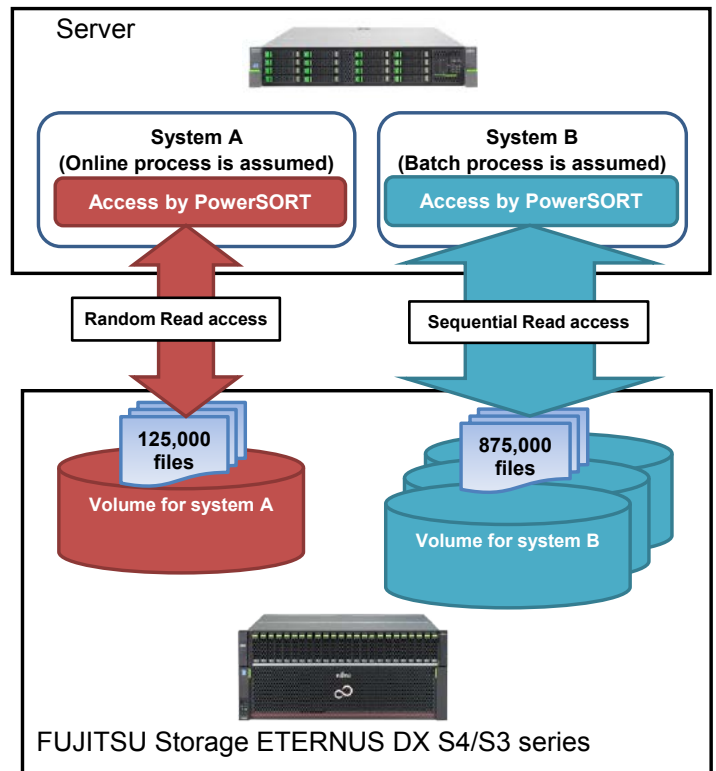 Server
System A
(Online process is assumed)
Access by PowerSORT
System B
(Batch process is assumed)
Access by PowerSORT
Random Read access
Sequential Read access
125,000
files
Volume for system A
875,000
files
Volume for system B
FUJITSU
FUJITSU Storage ETERNUS DX S4/S3 series